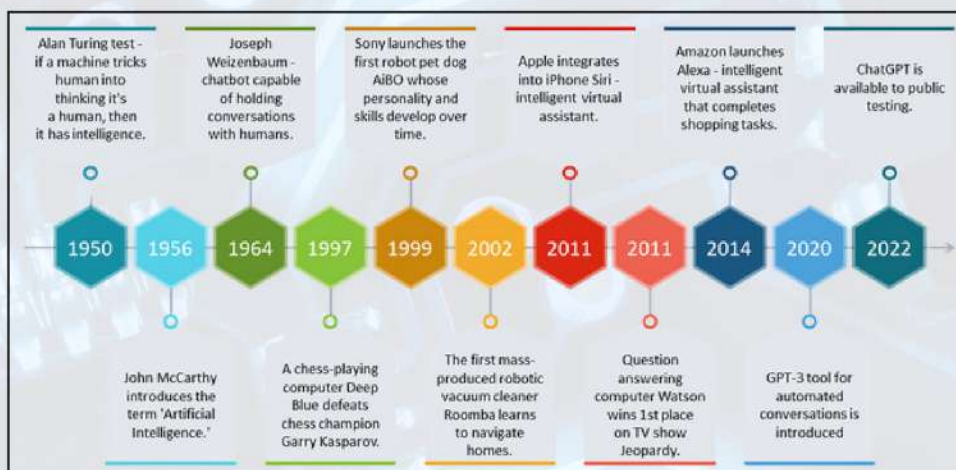 Alan Turing test -
if a machine tricks
human into
thinking it's
a human, then
it has intelligence.
Joseph
Weizenbaum -
chatbot capable
of holding
conversations
with humans.
Sony launches the
first robot pet dog
AiBO whose
personality and
skills develop over
time.
Apple integrates
into iPhone Siri -
intelligent virtual
assistant.
Amazon launches
Alexa - intelligent
virtual assistant
that completes
shopping tasks.
ChatGPT is
available to public
testing.
1950
1956
1964
1997
1999
2002
2011
2011
2014
2020
2022
John McCarthy
introduces the
term 'Artificial
Intelligence.'
A chess-playing
computer Deep
Blue defeats
chess champion
Garry Kasparov.
The first mass-
produced robotic
vacuum cleaner
Roomba learns
to navigate
homes.
Question
answering
computer Watson
wins 1st place
on TV show
Jeopardy.
GPT-3 tool for
automated
conversations is
introduced